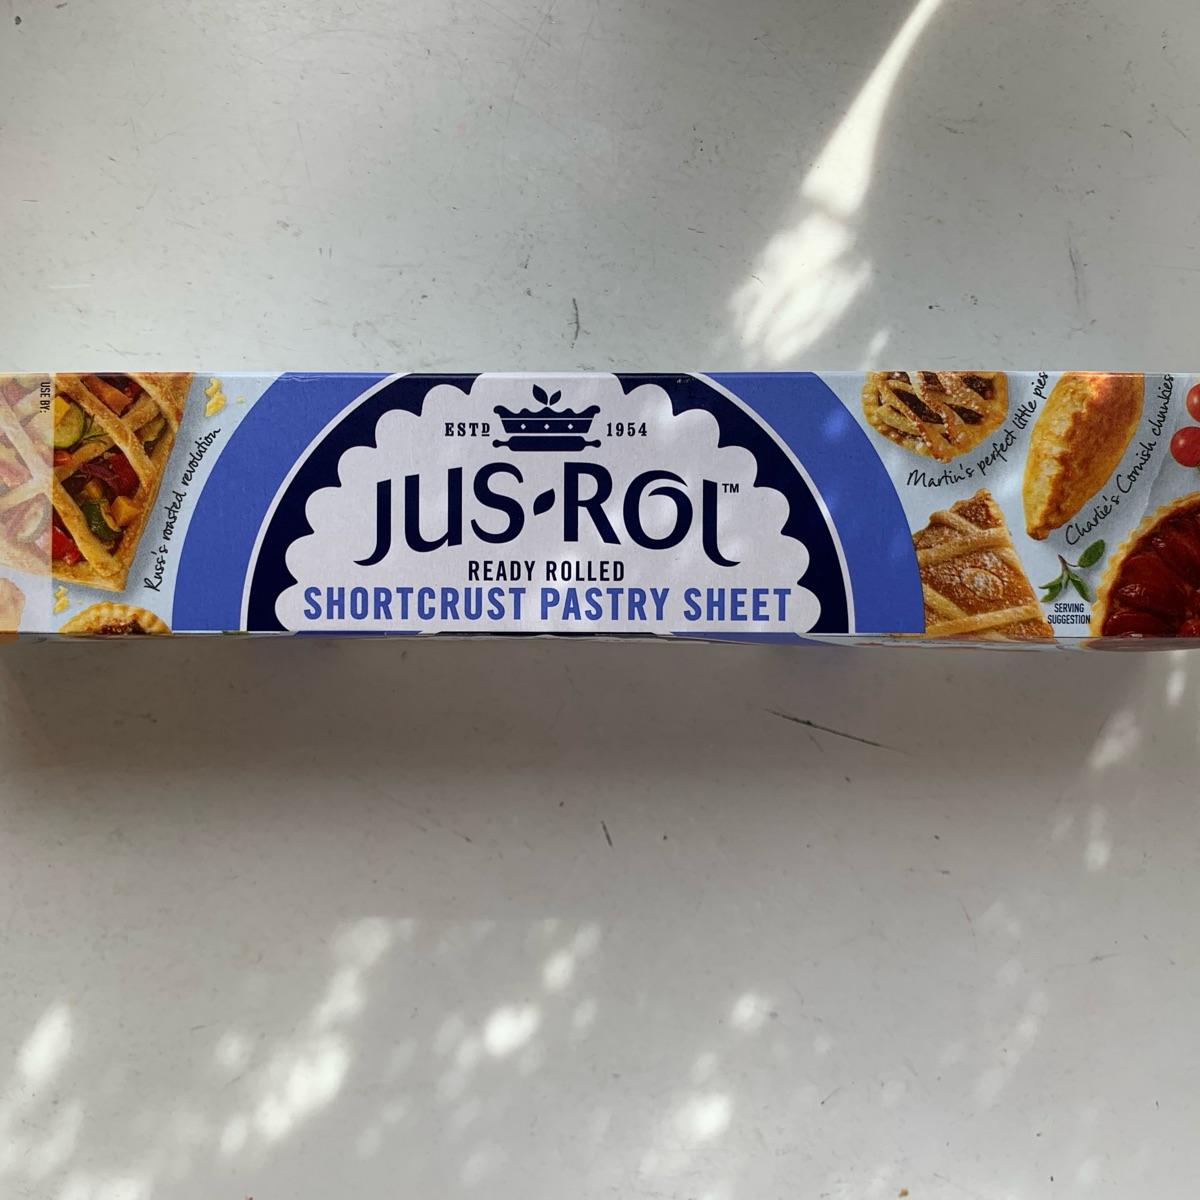 USE BY:
Russ's roasted revolution
ESTD 1954
JUS-ROL™
READY ROLLED
SHORTCRUST PASTRY SHEET
Martin's perfect little pies
Charlie's Cornish chunkies
SERVING
SUGGESTION